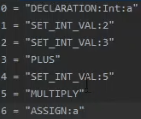 0 = "DECLARATION:Int:a"
1 = "SET_INT_VAL:2"
2 = "SET_INT_VAL:3"
3 = "PLUS"
4 = "SET_INT_VAL:5"
5 = "MULTIPLY"
6 = "ASSIGN:a"